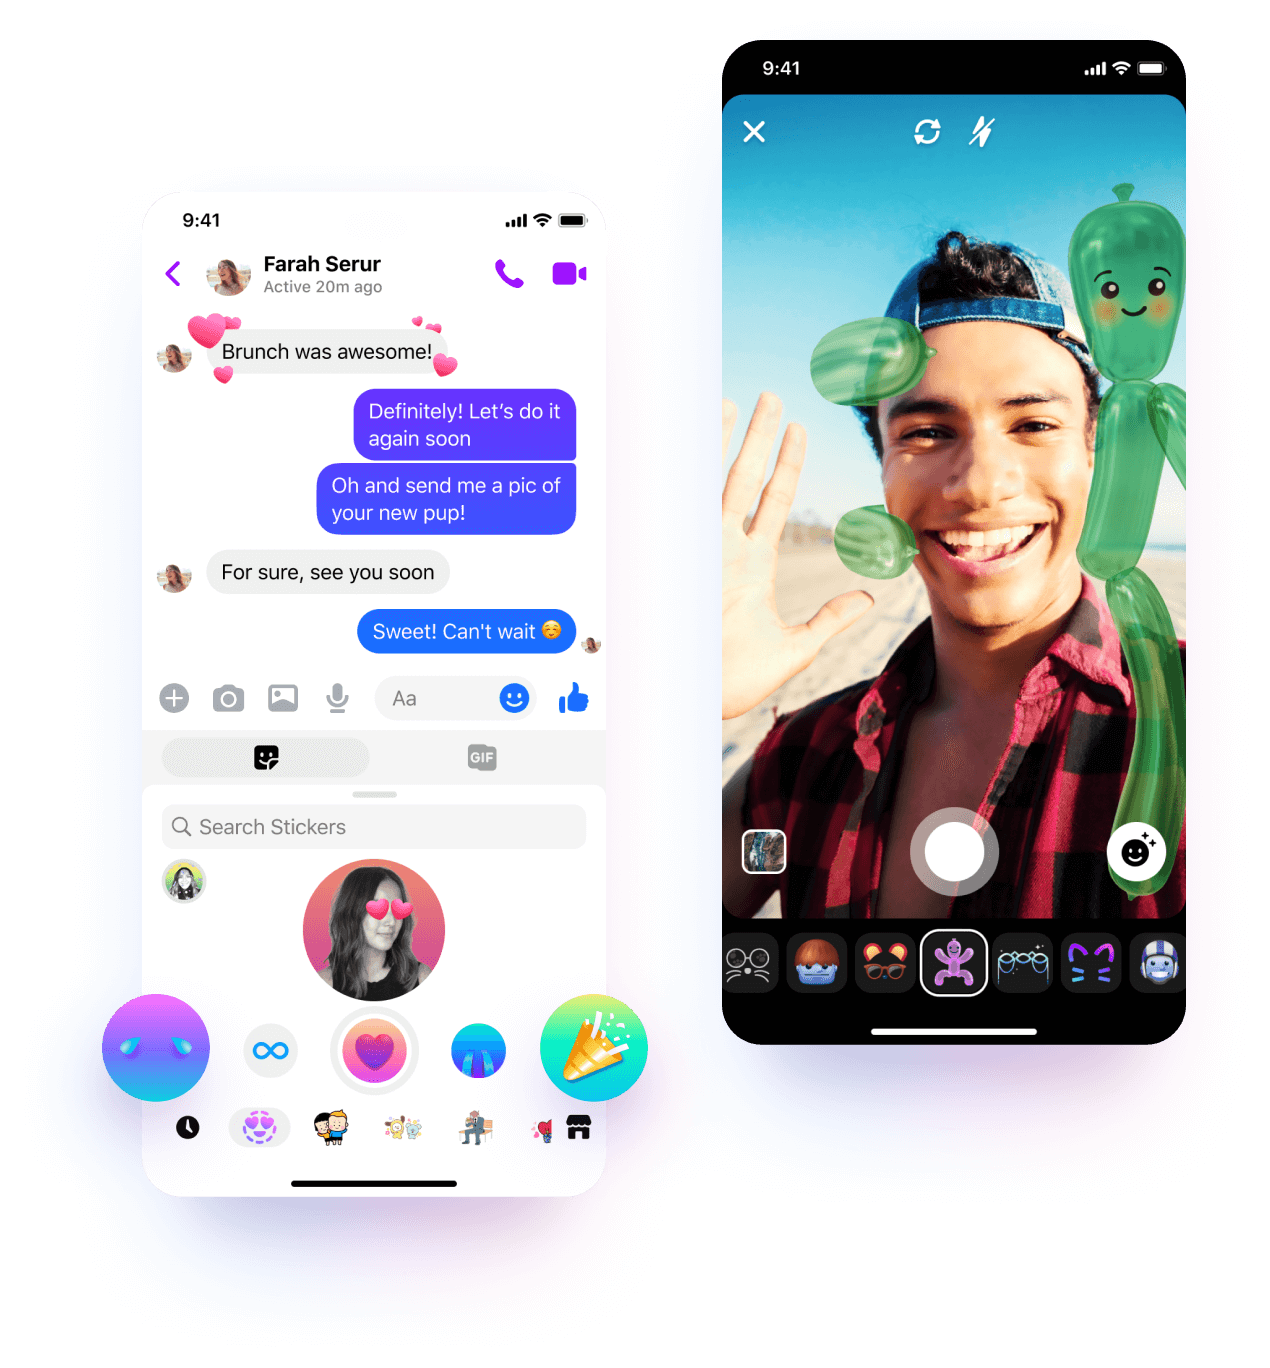 9:41
Farah Serur
Active 20m ago
Brunch was awesome!
Definitely! Let's do it
again soon
Oh and send me a pic of
your new pup!
For sure, see you soon
Sweet! Can't wait ☺️
Aa
GIF
Search Stickers
9:41